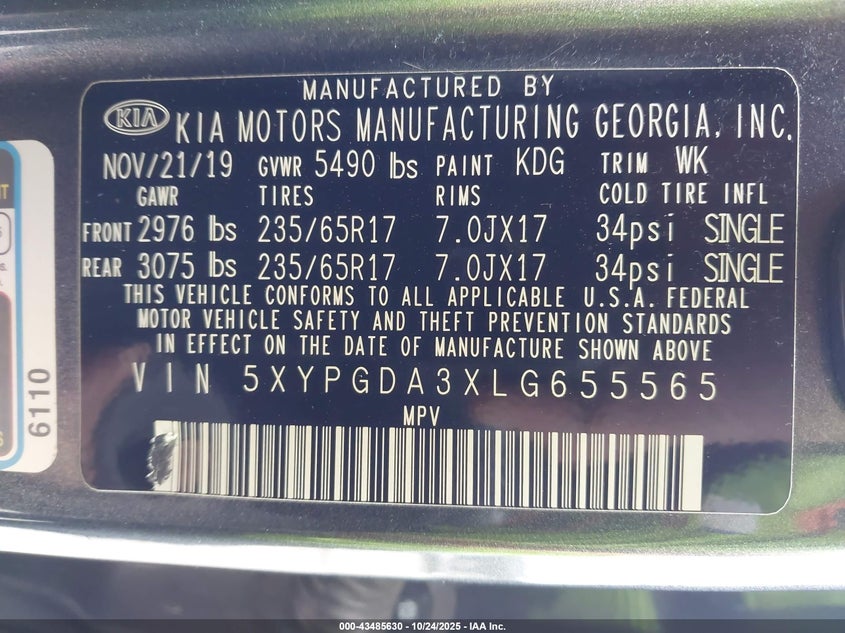 MANUFACTURED BY
KIA KIA MOTORS MANUFACTURING GEORGIA, INC.
NOV/21/19 GVWR 5490 lbs PAINT KDG TRIM WK
GAWR TIRES RIMS COLD TIRE INFL
FRONT 2976 lbs 235/65R17 7.0JX17 34psi SINGLE
REAR 3075 lbs 235/65R17 7.0JX17 34psi SINGLE
THIS VEHICLE CONFORMS TO ALL APPLICABLE U.S.A. FEDERAL
MOTOR VEHICLE SAFETY AND THEFT PREVENTION STANDARDS
IN EFFECT ON THE DATE OF MANUFACTURE SHOWN ABOVE
VIN 5XYPGDA3XLG655565
MPV
6110
000-43485630 - 10/24/2025 - IAA Inc.